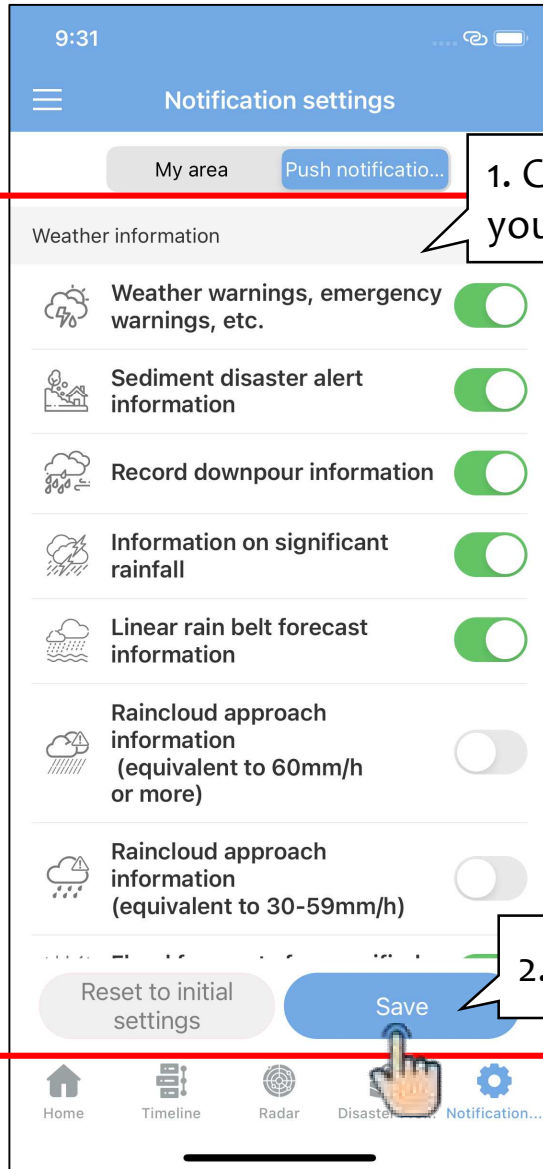 9:31
Notification settings
My area
Push notificatio...
1. C
you
Weather information
Weather warnings, emergency
warnings, etc.
Sediment disaster alert
information
Record downpour information
Information on significant
rainfall
Linear rain belt forecast
information
Raincloud approach
information
(equivalent to 60mm/h
or more)
Raincloud approach
information
(equivalent to 30-59mm/h)
2.
Reset to initial
settings
Save
Home
Timeline
Radar
Disaster
Notification...